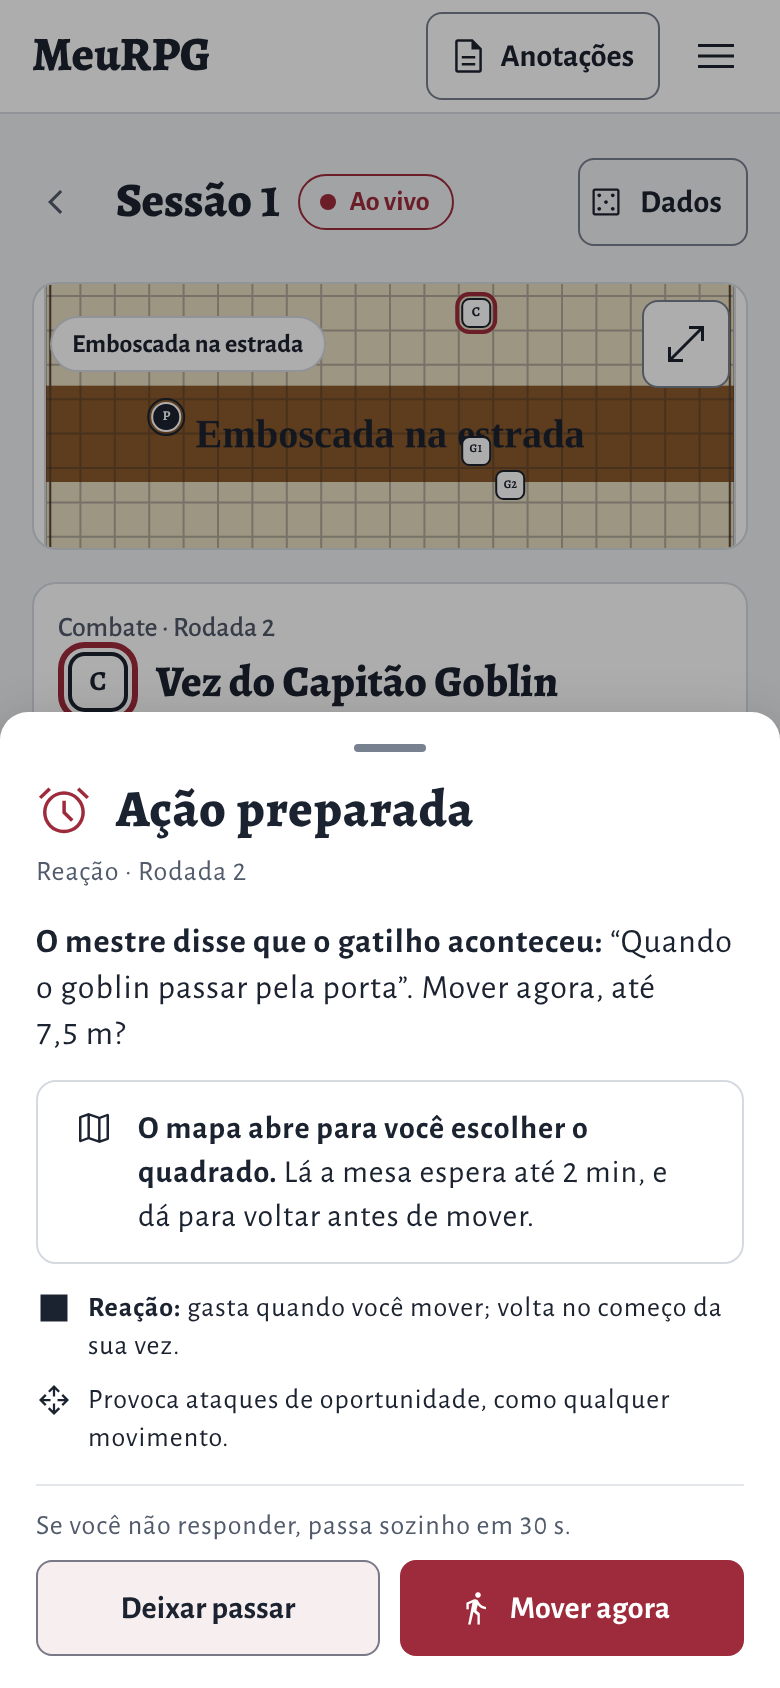 MeuRPG
Anotações
Sessão 1
Ao vivo
Dados
C
Emboscada na estrada
P
Emboscada na estrada
G1
G2
Combate · Rodada 2
C
Vez do Capitão Goblin
Ação preparada
Reação · Rodada 2
O mestre disse que o gatilho aconteceu: “Quando
o goblin passar pela porta”. Mover agora, até
7,5 m?
O mapa abre para você escolher o
quadrado. Lá a mesa espera até 2 min, e
dá para voltar antes de mover.
Reação: gasta quando você mover; volta no começo da
sua vez.
Provoca ataques de oportunidade, como qualquer
movimento.
Se você não responder, passa sozinho em 30 s.
Deixar passar
Mover agora